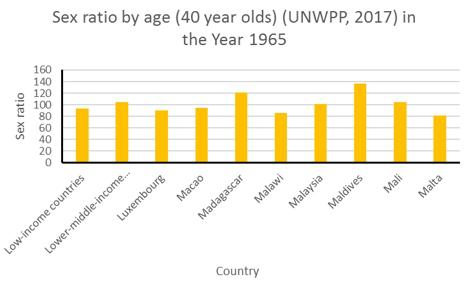 Sex ratio by age (40 year olds) (UNWPP, 2017) in
the Year 1965
160
140
120
100
80
60
40
20
0
Sex ratio
Low-income countries
Lower-middle-income...
Luxembourg
Macao
Madagascar
Malawi
Malaysia
Maldives
Mali
Malta
Country